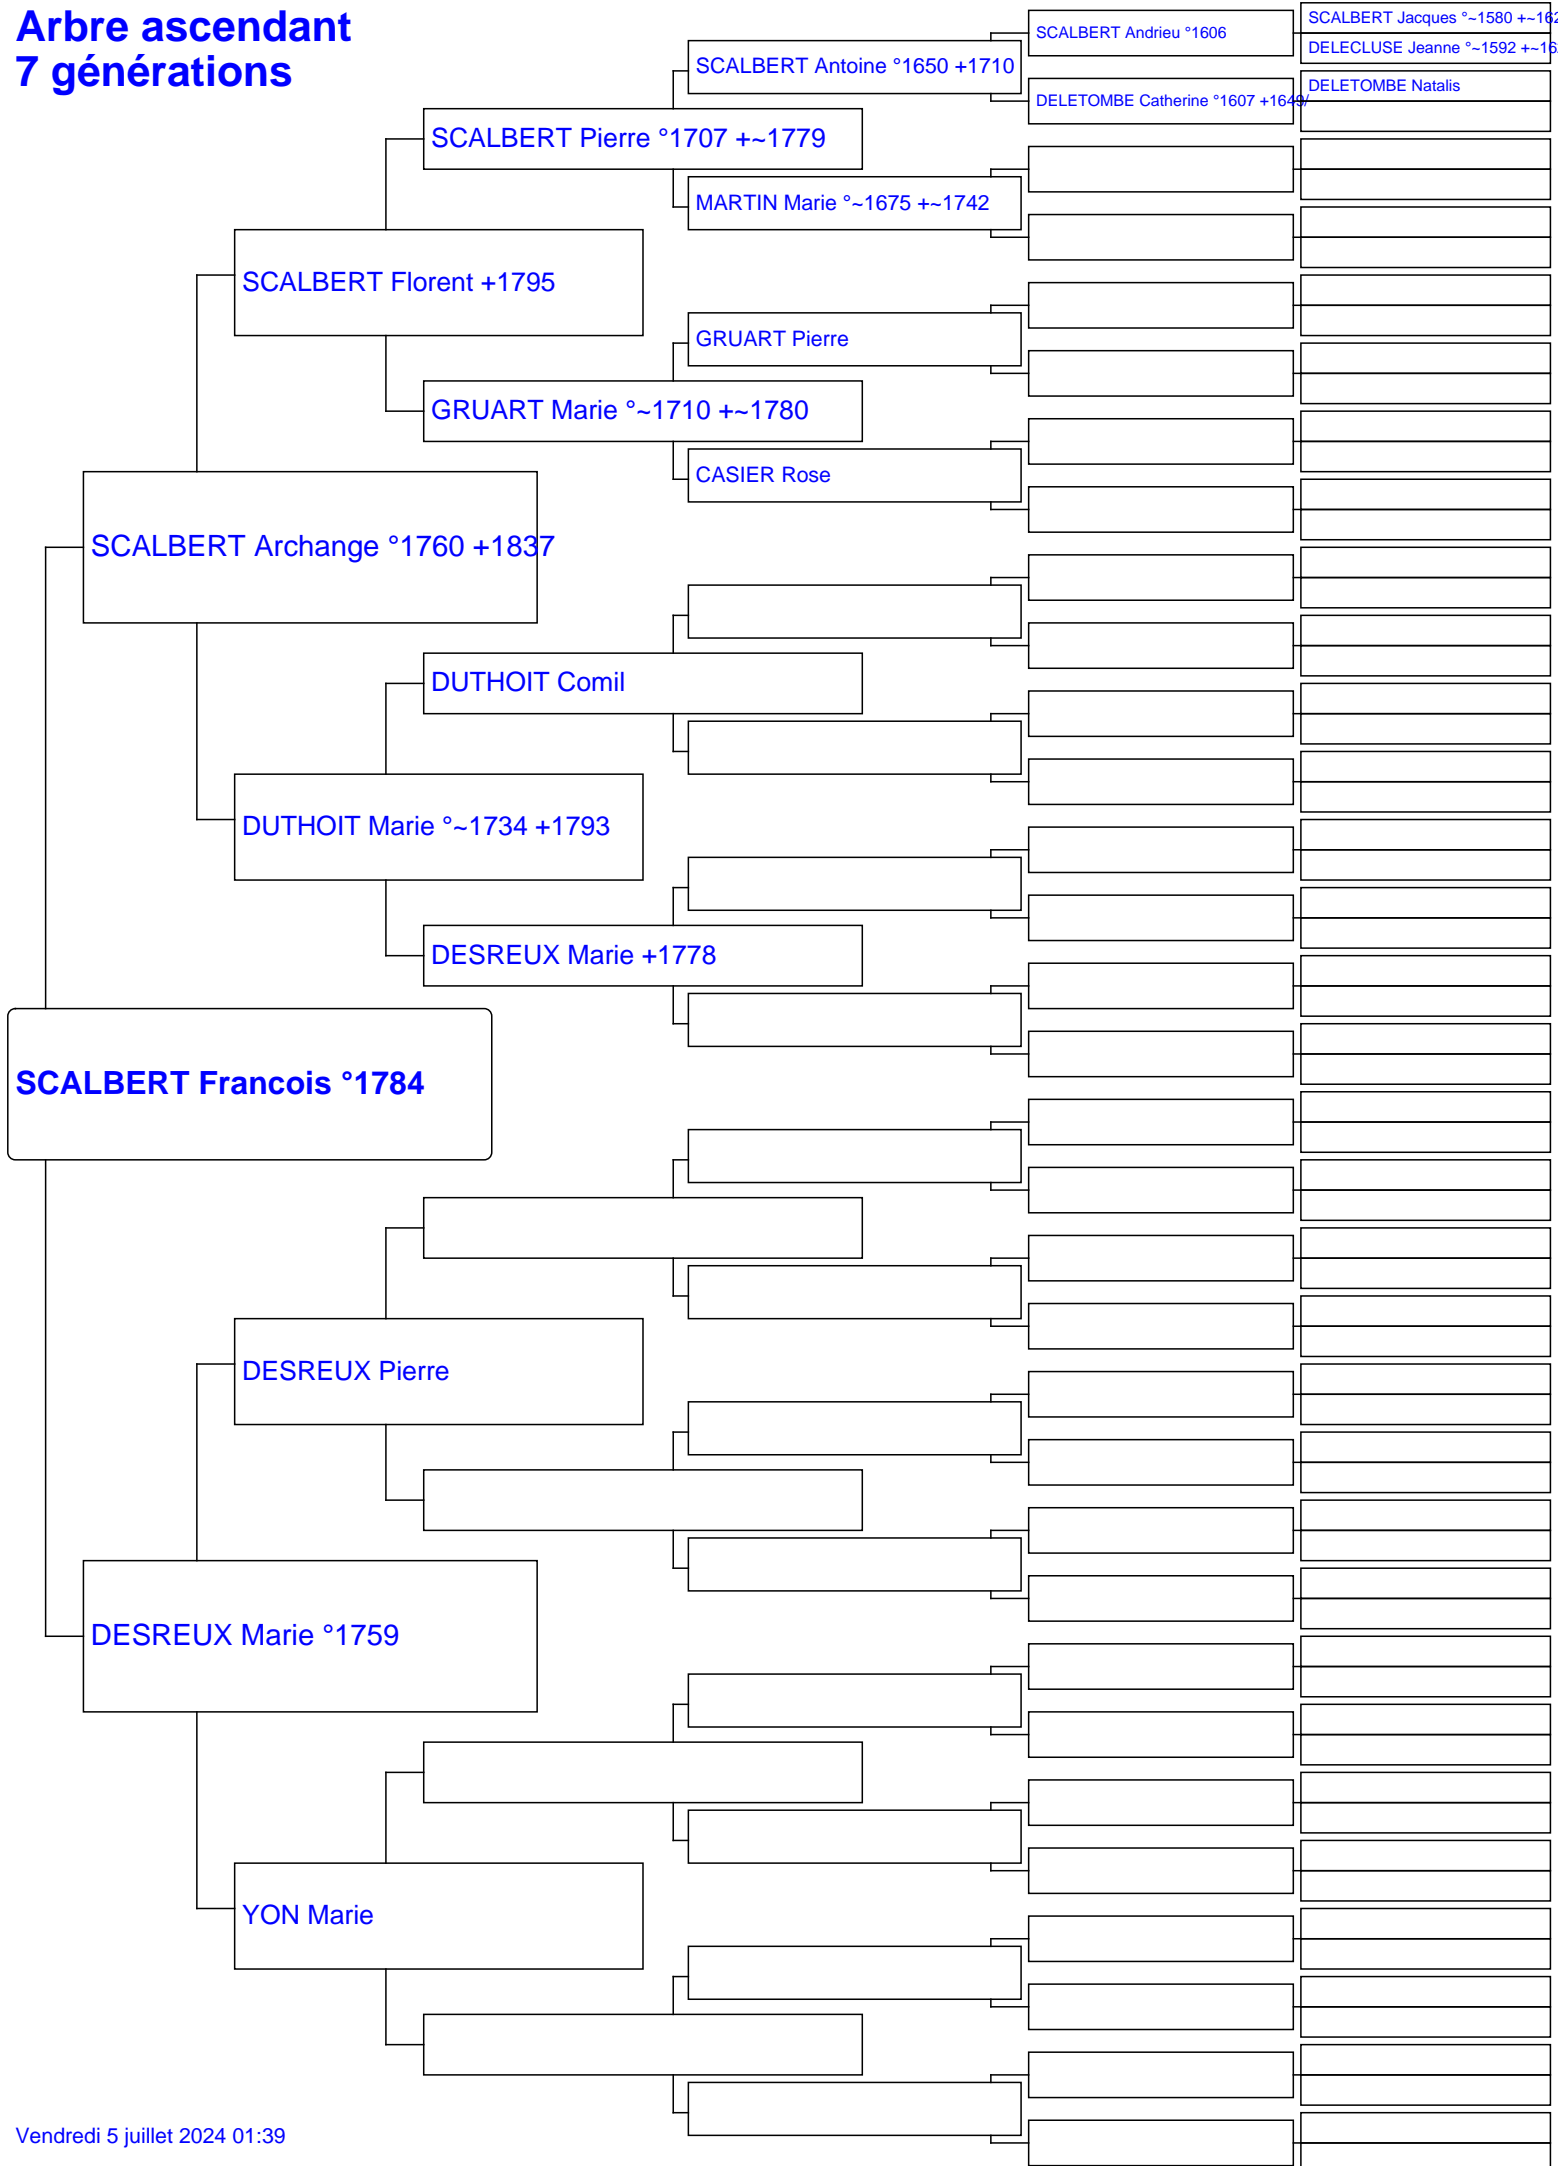 Arbre ascendant
7 générations
SCALBERT Jacques °~1580 +~162
DELECLUSE Jeanne °~1592 +~16
SCALBERT Andrieu °1606
SCALBERT Antoine °1650 +1710
DELETOMBE Natalis
DELETOMBE Catherine °1607 +1649/
SCALBERT Pierre °1707 +~1779
MARTIN Marie °~1675 +~1742
SCALBERT Florent +1795
GRUART Pierre
GRUART Marie °~1710 +~1780
CASIER Rose
SCALBERT Archange °1760 +1837
DUTHOIT Comil
DUTHOIT Marie °~1734 +1793
DESREUX Marie +1778
SCALBERT Francois °1784
DESREUX Pierre
DESREUX Marie °1759
YON Marie
Vendredi 5 juillet 2024 01:39